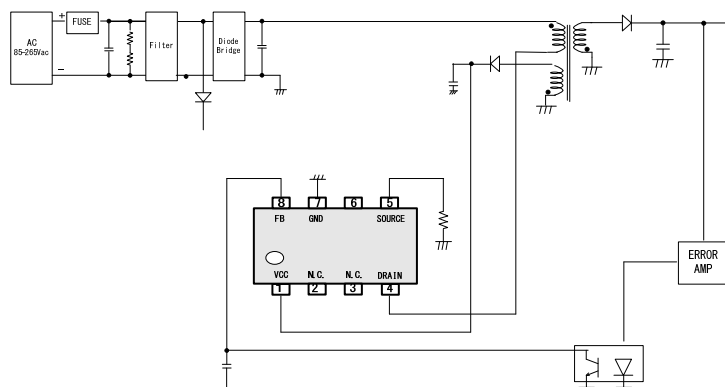 AC
85-265Vac
+
−
FUSE
Filter
Diode
Bridge
8
7
6
5
FB
GND
SOURCE
VCC
N.C.
N.C.
DRAIN
1
2
3
4
ERROR
AMP